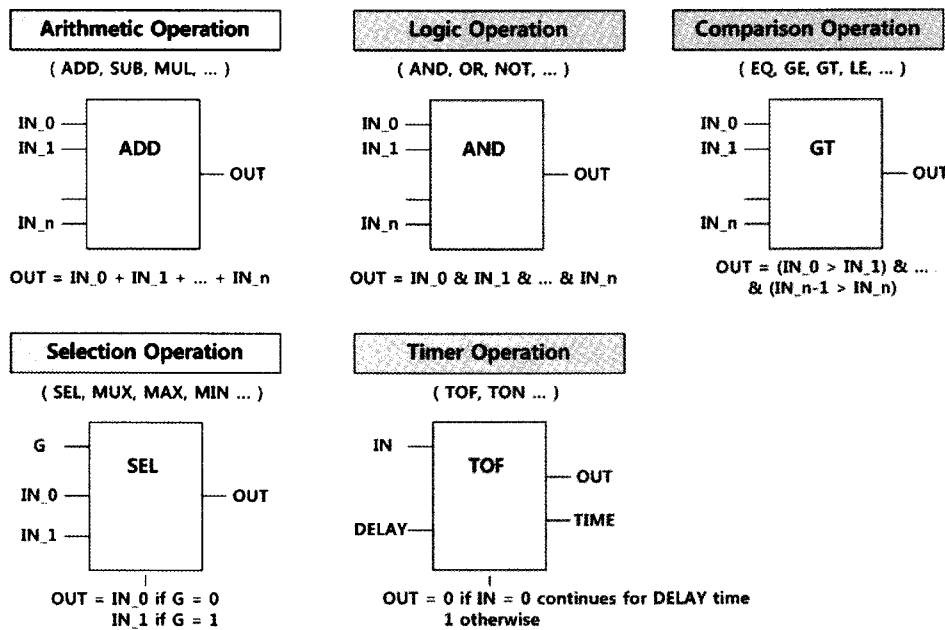 Arithmetic Operation
( ADD, SUB, MUL, ... )
IN_0
IN_1
IN_n
ADD
OUT
OUT = IN_0 + IN_1 + ... + IN_n
Logic Operation
( AND, OR, NOT, ... )
IN_0
IN_1
IN_n
AND
OUT
OUT = IN_0 & IN_1 & ... & IN_n
Comparison Operation
( EQ, GE, GT, LE, ... )
IN_0
IN_1
IN_n
GT
OUT
OUT = (IN_0 > IN_1) & ...
& (IN_n-1 > IN_n)
Selection Operation
( SEL, MUX, MAX, MIN ... )
G
IN_0
IN_1
SEL
OUT
OUT = IN_0 if G = 0
IN_1 if G = 1
Timer Operation
( TOF, TON ... )
IN
DELAY
TOF
OUT
TIME
OUT = 0 if IN = 0 continues for DELAY time
1 otherwise